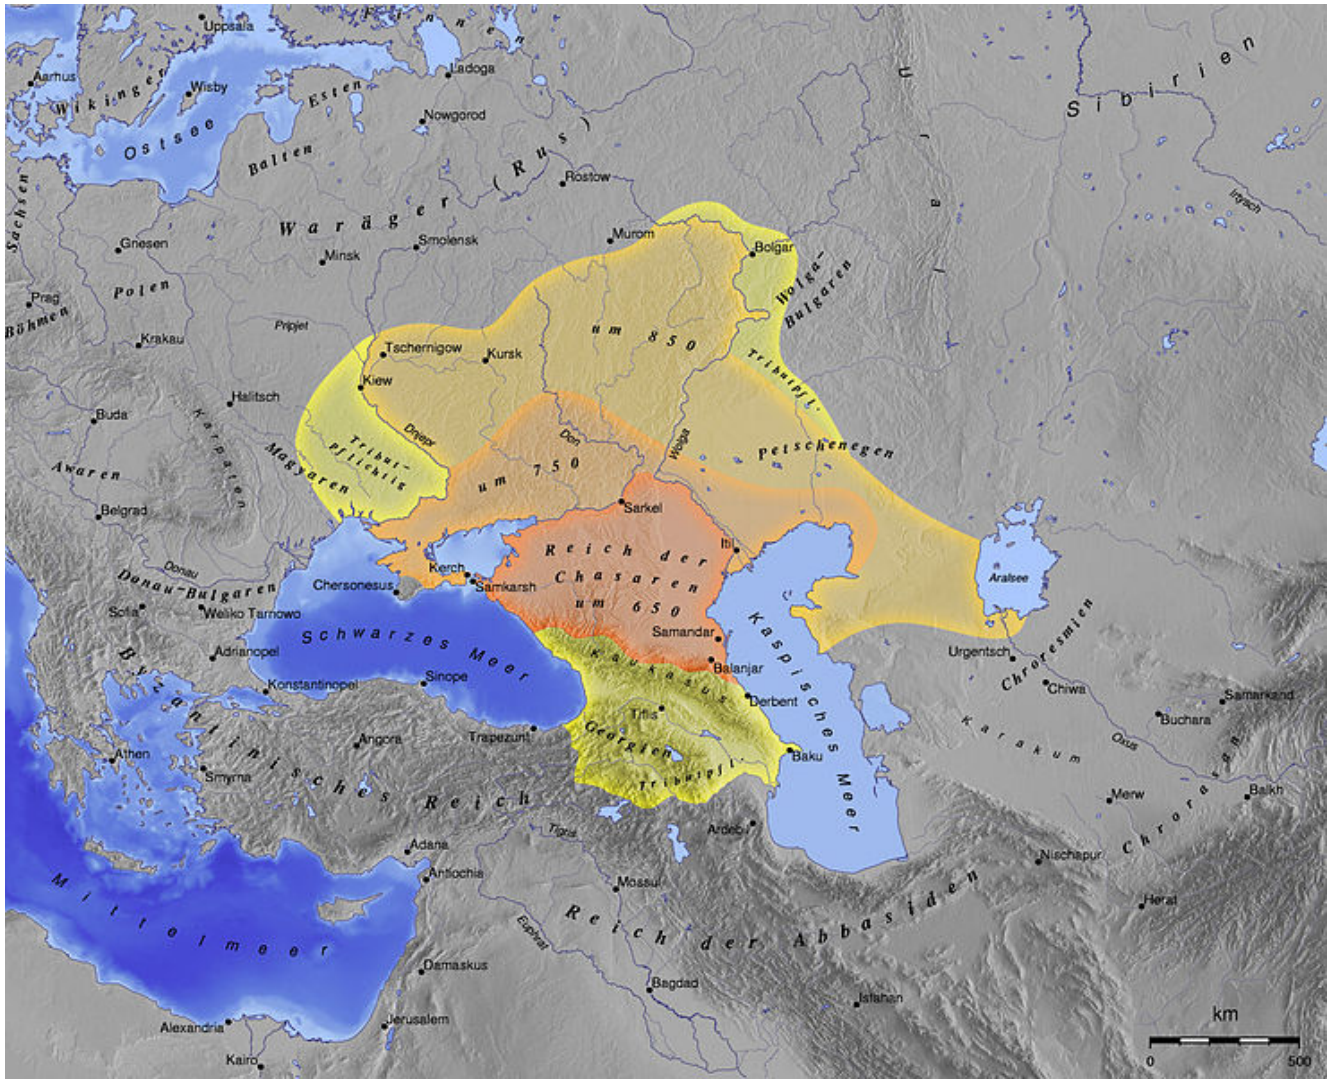 Uppsala
Finnen
Aarhus
Ladoga
Wikinger
Wisby
Esten
Nowgorod
Ostsee
Balten
Ural
Sibirien
Irtysch
Sachsen
Waräger (Rus)
Rostow
Gnesen
Minsk
Smolensk
Murom
Bolgar
Wolga-
Bulgaren
Polen
Prag
Böhmen
Krakau
Pripjet
um 850
Tschernigow
Kursk
Kiew
Tributpfl.
Halitsch
Buda
Karpaten
Dnjepr
Don
Wolga
Petschenegen
Tribut-
pflichtig
Magyaren
Awaren
um 750
Belgrad
Sarkel
Itil
Reich der
Chasaren
um 650
Donau
Donau-Bulgaren
Kerch
Samkarsh
Chersonesus
Aralsee
Sofia
Weliko Tarnowo
Schwarzes Meer
Samandar
Kaspisches Meer
Urgentsch
Chroresmien
Adrianopel
Kaukasus
Balanjar
Konstantinopel
Sinope
Derbent
Chiwa
Samarkand
Buchara
Byzantinisches Reich
Tiflis
Georgien
Trapezunt
Angora
Athen
Smyrna
Baku
Karakum
Oxus
Tributpfl.
Merw
Balkh
Chrorasan
Ardebil
Tigris
Adana
Antiochia
Nischapur
Mossul
Mittelmeer
Reich der Abbasiden
Herat
Euphrat
Damaskus
Bagdad
Isfahan
Alexandria
Jerusalem
Kairo
km
0 500